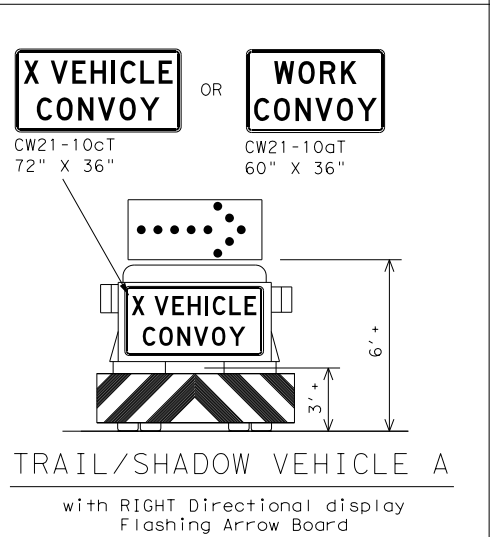 X VEHICLE
CONVOY
OR
WORK
CONVOY
CW21-10cT
72" X 36"
CW21-10aT
60" X 36"
X VEHICLE
CONVOY
6' +
3' +
TRAIL/SHADOW VEHICLE A
with RIGHT Directional display
Flashing Arrow Board